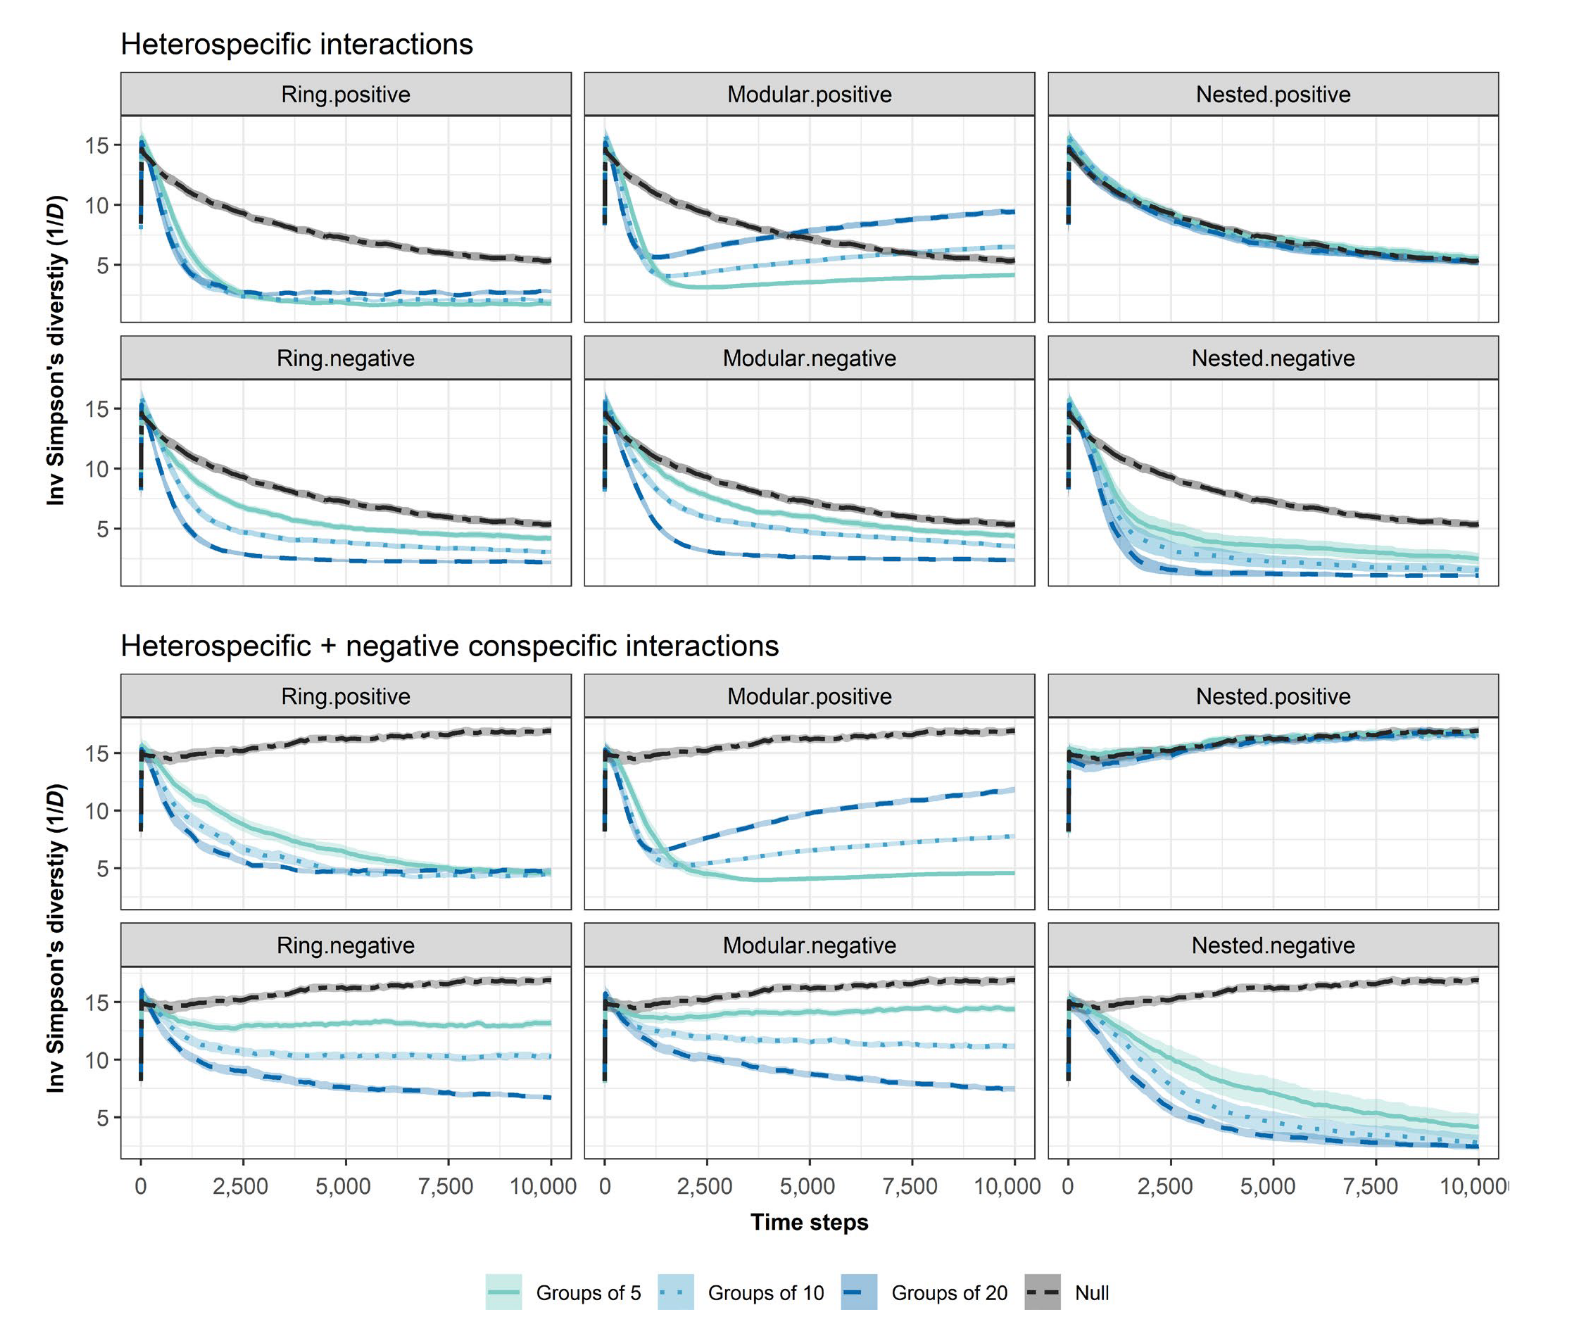 Heterospecific interactions
Ring.positive Modular.positive Nested.positive
15
10
5
Ring.negative Modular.negative Nested.negative
15
10
5
Inv Simpson's diverstiy (1/D)
Heterospecific + negative conspecific interactions
Ring.positive Modular.positive Nested.positive
15
10
5
Ring.negative Modular.negative Nested.negative
15
10
5
Inv Simpson's diverstiy (1/D)
0 2,500 5,000 7,500 10,000 0 2,500 5,000 7,500 10,000 0 2,500 5,000 7,500 10,000
Time steps
Groups of 5 Groups of 10 Groups of 20 Null